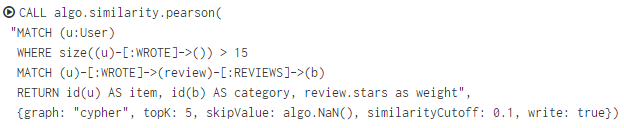 CALL algo.similarity.pearson(
"MATCH (u:User)
WHERE size((u)-[:WROTE]->()) > 15
MATCH (u)-[:WROTE]->(review)-[:REVIEWS]->(b)
RETURN id(u) AS item, id(b) AS category, review.stars as weight",
{graph: "cypher", topK: 5, skipValue: algo.NaN(), similarityCutoff: 0.1, write: true})